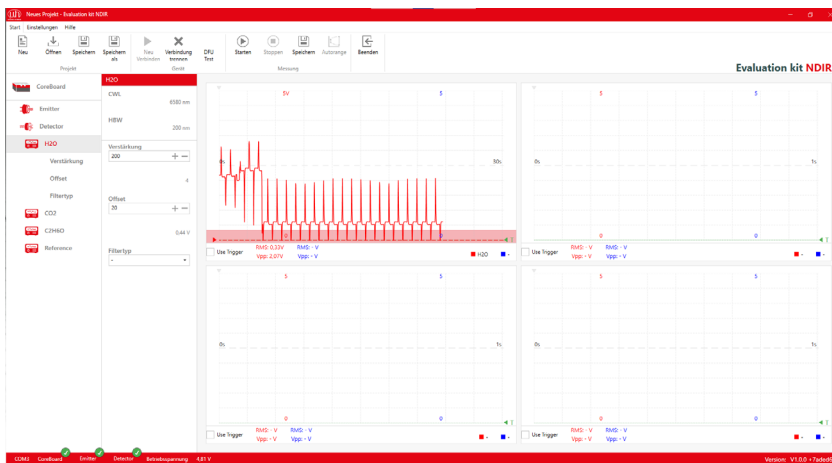 Neues Projekt - Evaluation kit NDIR
Start Einstellungen Hilfe
Neu Öffnen Speichern Speichern als Neu Verbinden Verbindung trennen DFU Test Starten Stoppen Speichern Autorange Beenden
Projekt Gerät Messung
Evaluation kit NDIR
CoreBoard
Emitter
Detector
H2O
Verstärkung
Offset
Filtertyp
CO2
C2H6O
Reference
H2O
CWL
6580 nm
HBW
200 nm
Verstärkung
200 + −
4
Offset
20 + −
0,44 V
Filtertyp
-
5V 5
0s 30s
0 0
Use Trigger RMS: 0,33V RMS: - V
Vpp: 2,07V Vpp: - V
H2O -
5 5
0s 1s
0 0
Use Trigger RMS: - V RMS: - V
Vpp: - V Vpp: - V
- -
5 5
0s 1s
0 0
Use Trigger RMS: - V RMS: - V
Vpp: - V Vpp: - V
- -
5 5
0s 1s
0 0
Use Trigger RMS: - V RMS: - V
Vpp: - V Vpp: - V
- -
COM3 CoreBoard Emitter Detector Betriebsspannung 4,81 V
Version: V1.0.0